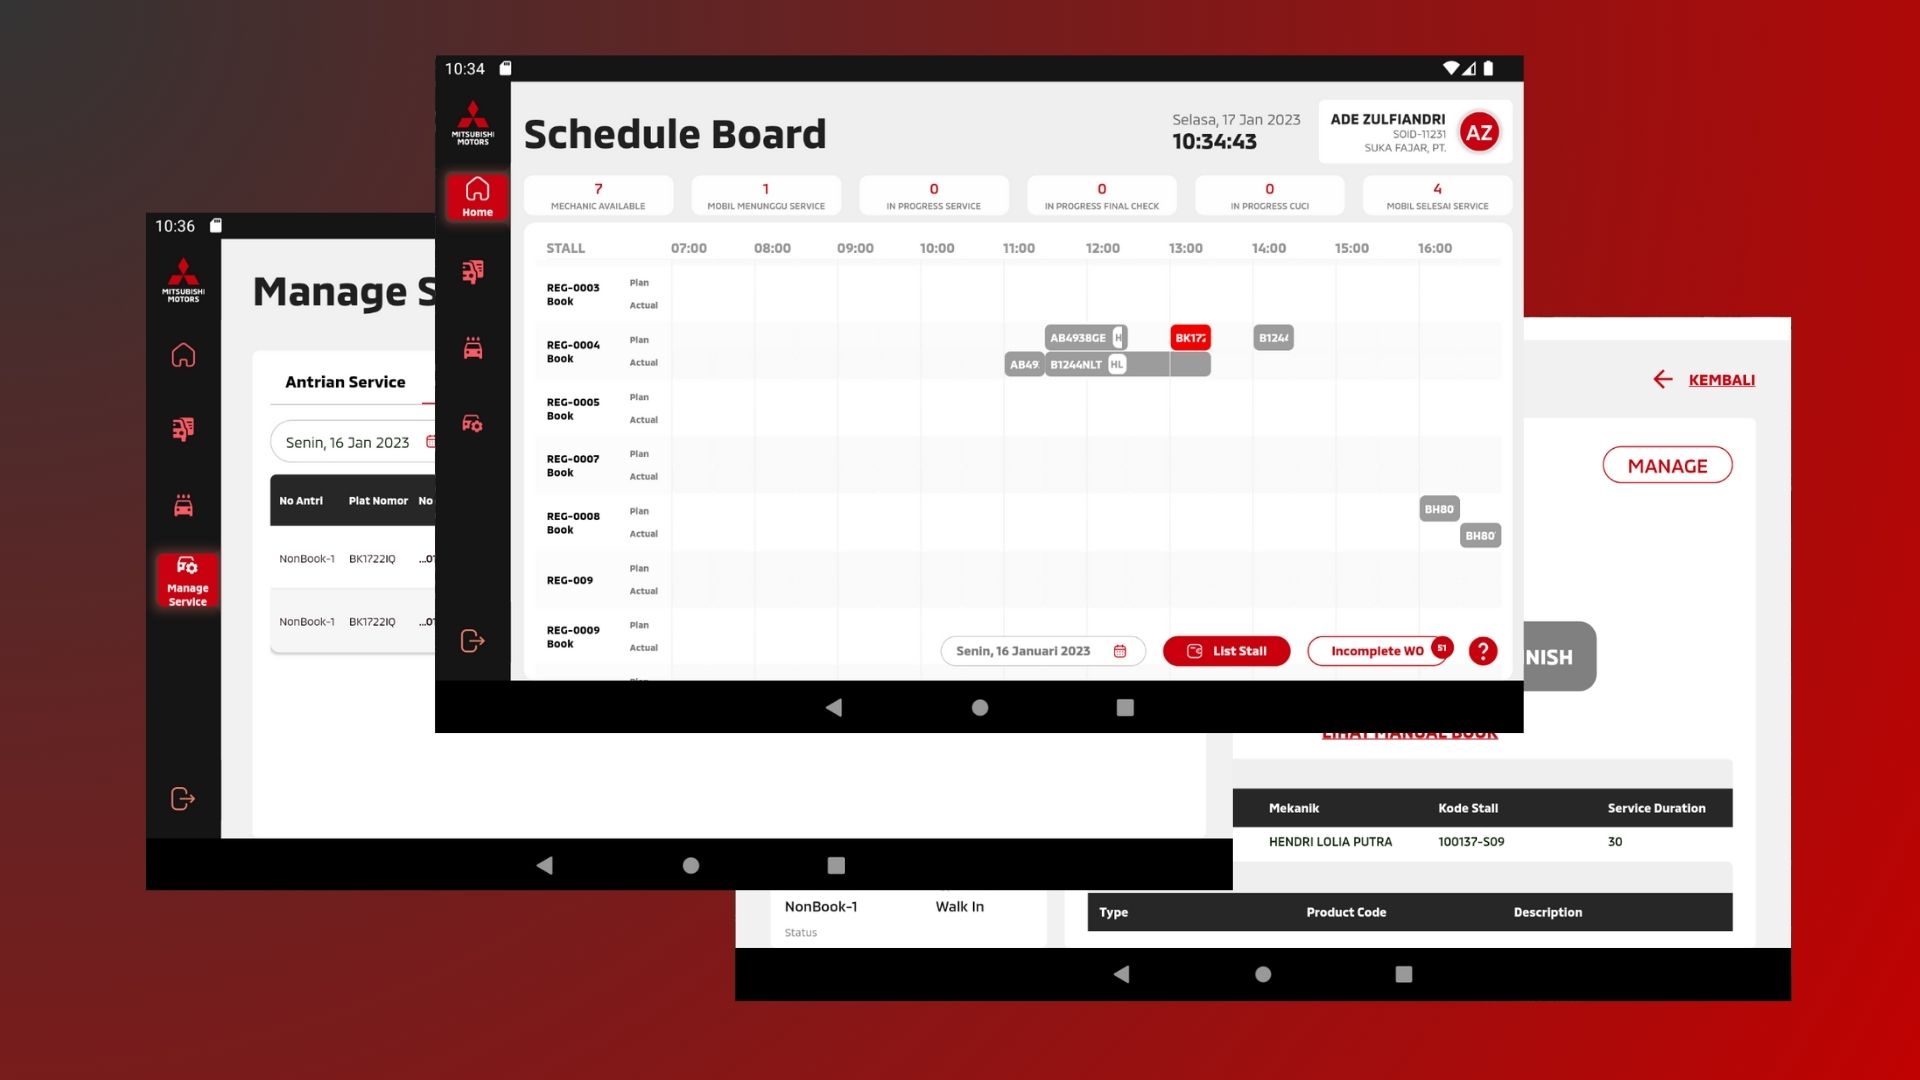 10:34
MITSUBISHI
MOTORS
Home
Schedule Board
Selasa, 17 Jan 2023
10:34:43
ADE ZULFIANDRI
SOID-11231
SUKA FAJAR, PT.
AZ
7
MECHANIC AVAILABLE
1
MOBIL MENUNGGU SERVICE
0
IN PROGRESS SERVICE
0
IN PROGRESS FINAL CHECK
0
IN PROGRESS CUCI
4
MOBIL SELESAI SERVICE
STALL 07:00 08:00 09:00 10:00 11:00 12:00 13:00 14:00 15:00 16:00
REG-0003
Book
Plan
Actual
REG-0004
Book
Plan
AB4938GE H BK172 B1244
Actual
AB49 B1244NLT HL
REG-0005
Book
Plan
Actual
REG-0007
Book
Plan
Actual
REG-0008
Book
Plan
BH80
Actual
BH80
REG-009
Plan
Actual
REG-0009
Book
Plan
Actual
Senin, 16 Januari 2023
List Stall
Incomplete WO 51
?
10:36
MITSUBISHI
MOTORS
Manage
Service
Manage S
Antrian Service
Senin, 16 Jan 2023
No Antri Plat Nomor No
NonBook-1 BK1722IQ ...01
NonBook-1 BK1722IQ ...01
KEMBALI
MANAGE
NISH
LIHAT MANUAL BOOK
Mekanik Kode Stall Service Duration
HENDRI LOLIA PUTRA 100137-S09 30
NonBook-1 Walk In
Status
Type Product Code Description